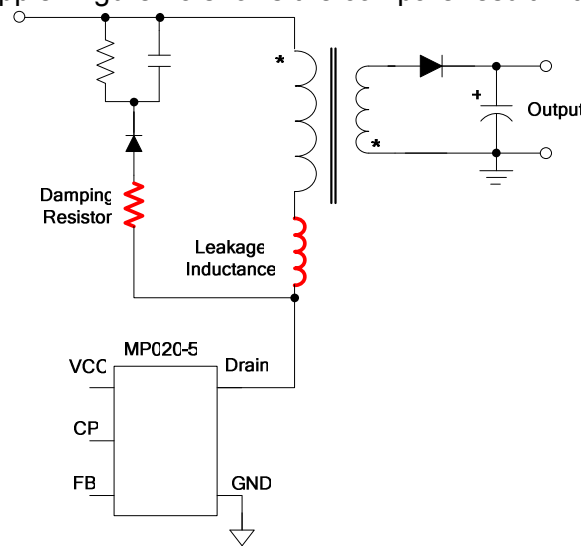 *
+
Output
*
Damping
Resistor
Leakage
Inductance
MP020-5
VCC
Drain
CP
FB
GND